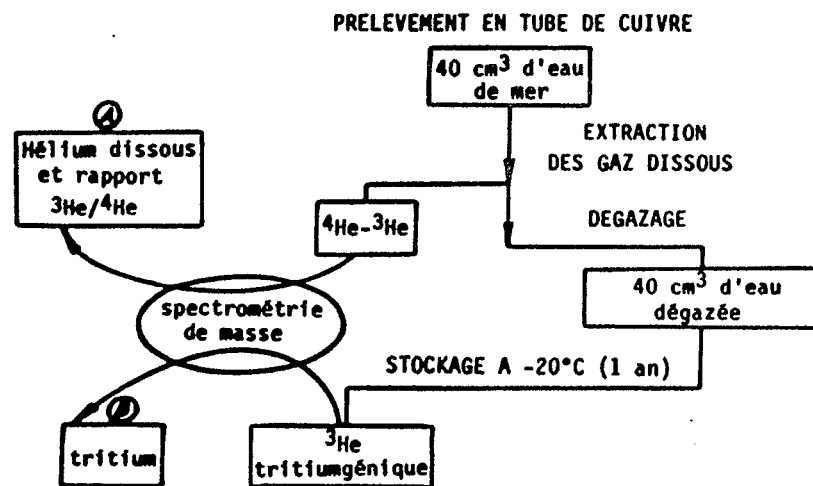 PRELEVEMENT EN TUBE DE CUIVRE
40 cm³ d'eau
de mer
EXTRACTION
DES GAZ DISSOUS
A
Hélium dissous
et rapport
³He/⁴He
⁴He-³He
DEGAZAGE
40 cm³ d'eau
dégazée
spectrométrie
de masse
STOCKAGE A -20°C (1 an)
B
tritium
³He
tritiumgénique